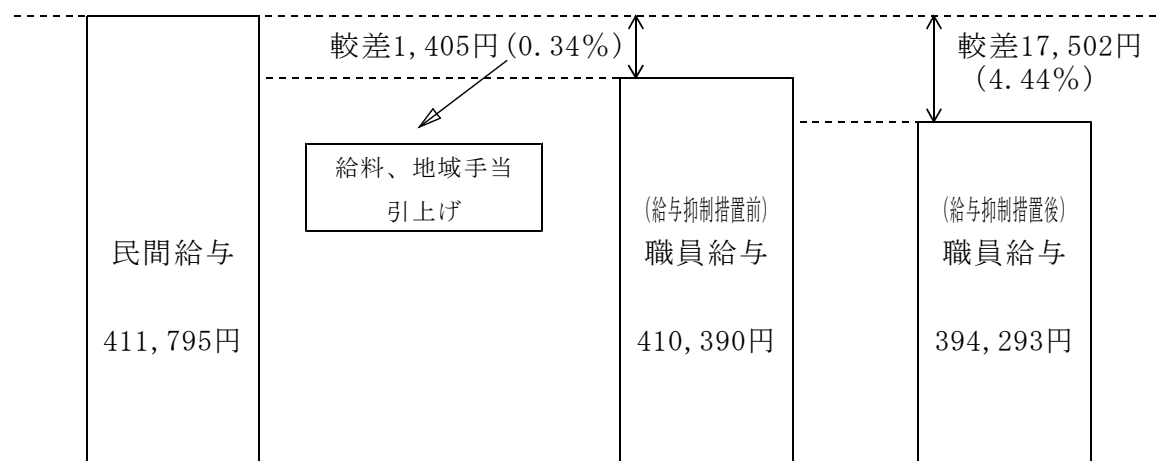 較差1,405円(0.34%)
較差17,502円
(4.44%)
給料、地域手当
引上げ
民間給与
411,795円
(給与抑制措置前)
職員給与
410,390円
(給与抑制措置後)
職員給与
394,293円